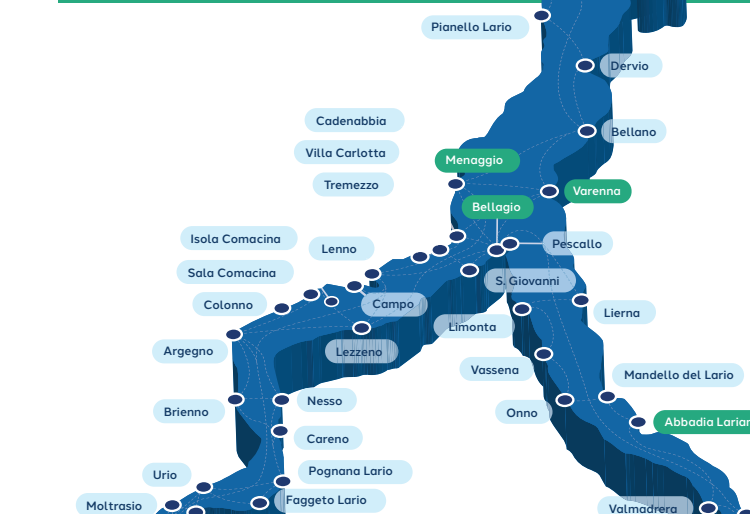 Pianello Lario
Dervio
Cadenabbia
Bellano
Villa Carlotta
Menaggio
Tremezzo
Varenna
Bellagio
Isola Comacina
Lenno
Pescallo
Sala Comacina
S. Giovanni
Colonno
Campo
Lierna
Limonta
Argegno
Lezzeno
Vassena
Mandello del Lario
Brienno
Nesso
Onno
Abbadia Larian
Careno
Urio
Pognana Lario
Moltrasio
Faggeto Lario
Valmadrera